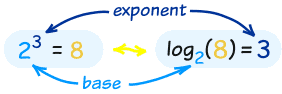 exponent
2³ = 8 ↔ log₂(8) = 3
base